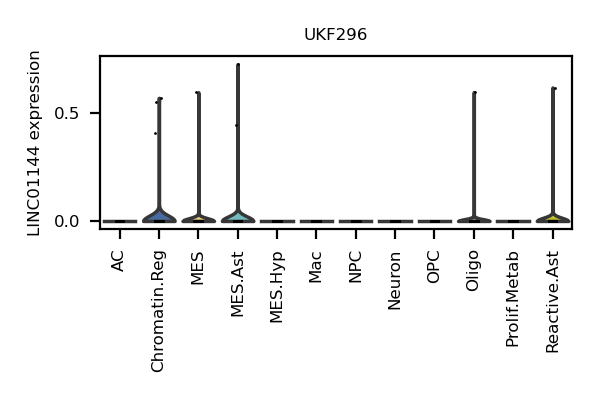 UKF296
LINC01144 expression
0.5
0.0
AC
Chromatin.Reg
MES
MES.Ast
MES.Hyp
Mac
NPC
Neuron
OPC
Oligo
Prolif.Metab
Reactive.Ast